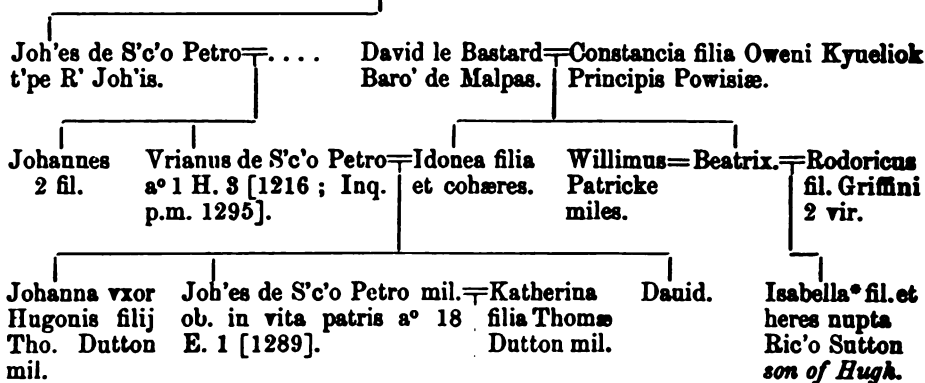 Joh'es de S'c'o Petro=....
t'pe R' Joh'is.
David le Bastard=Constancia filia Oweni Kyueliok
Baro' de Malpas. Principis Powisiæ.
Johannes
2 fil.
Vrianus de S'c'o Petro=Idonea filia
aº 1 H. 3 [1216 ; Inq. et cohæres.
p.m. 1295].
Willimus=Beatrix.=Rodoricus
Patricke fil. Griffini
miles. 2 vir.
Johanna vxor
Hugonis filij
Tho. Dutton
mil.
Joh'es de S'c'o Petro mil.=Katherina
ob. in vita patris aº 18 filia Thomæ
E. 1 [1289]. Dutton mil.
Dauid.
Isabella* fil. et
heres nupta
Ric'o Sutton
son of Hugh.